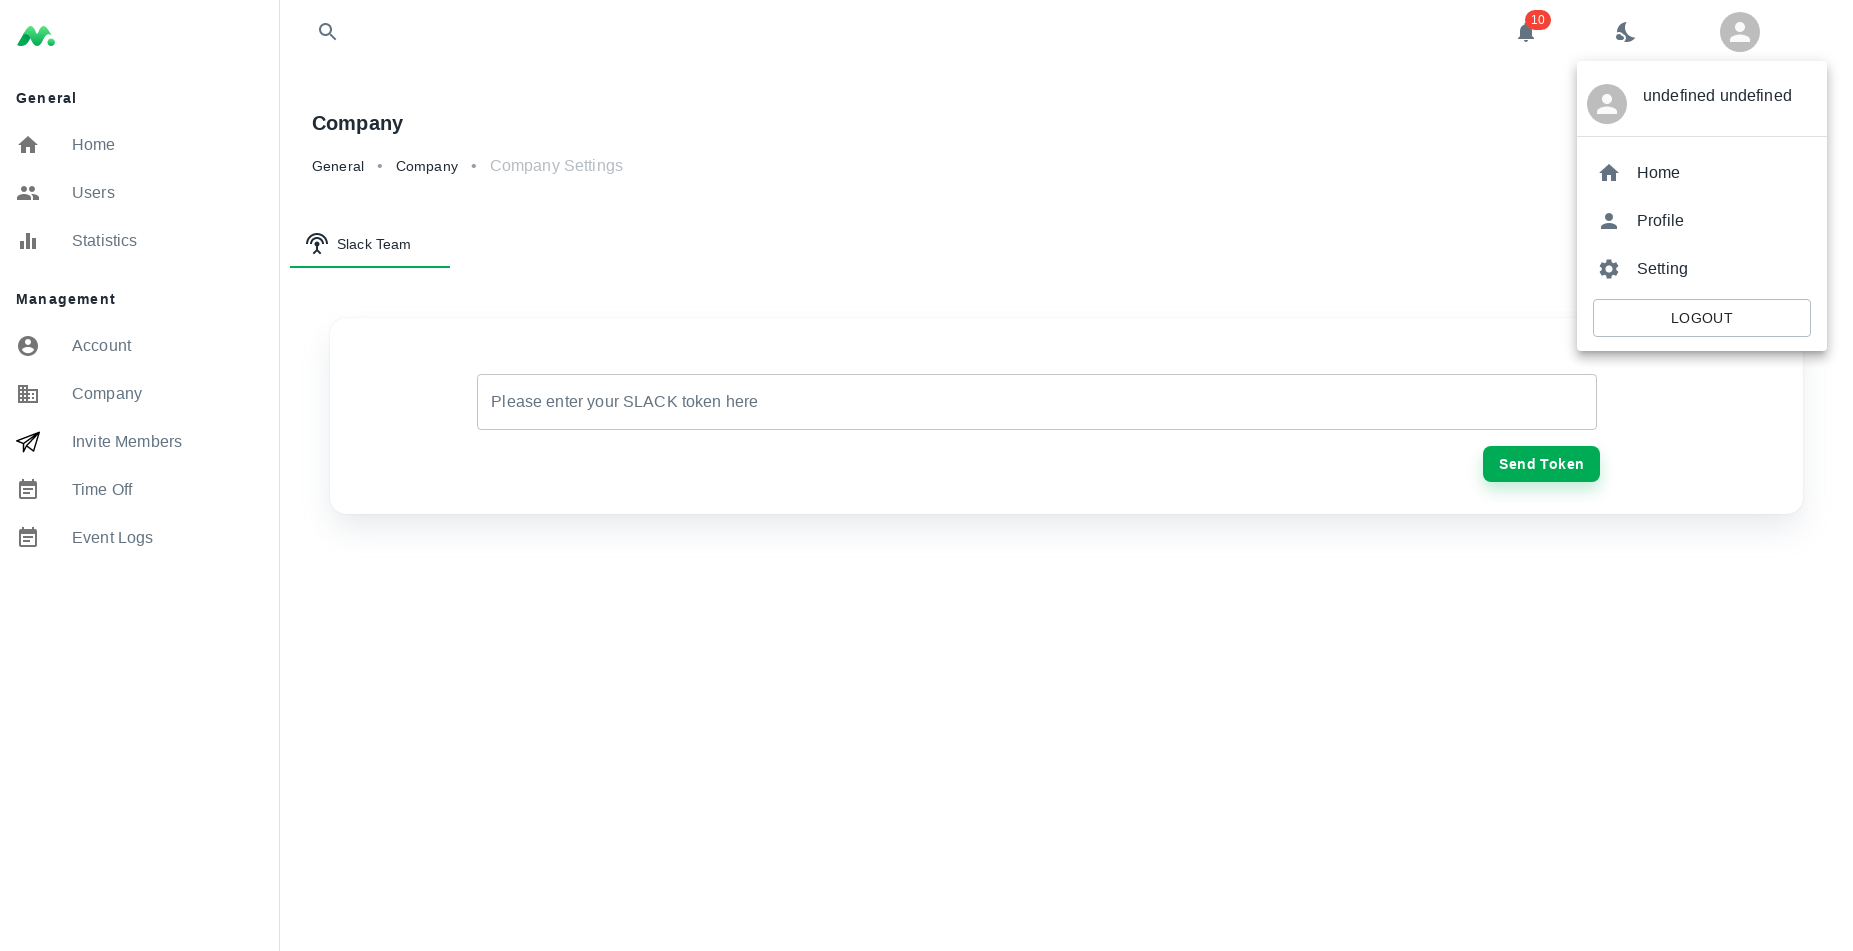 10
General
Home
Users
Statistics
Management
Account
Company
Invite Members
Time Off
Event Logs
Company
General • Company • Company Settings
Slack Team
Please enter your SLACK token here
Send Token
undefined undefined
Home
Profile
Setting
LOGOUT